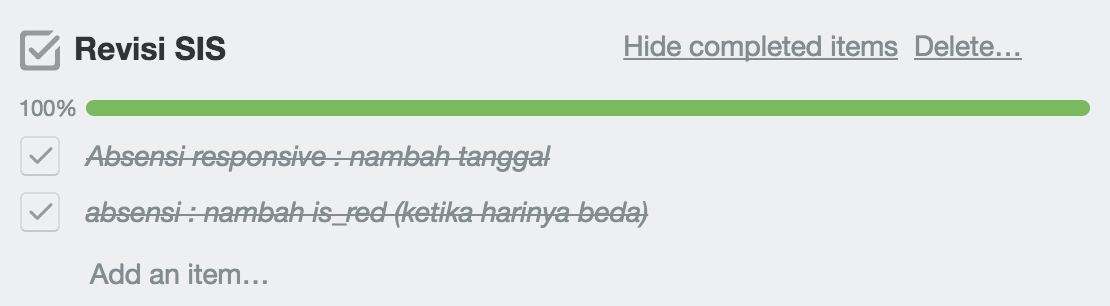 Revisi SIS Hide completed items Delete...
100%
Absensi responsive : nambah tanggal
absensi : nambah is_red (ketika harinya beda)
Add an item...